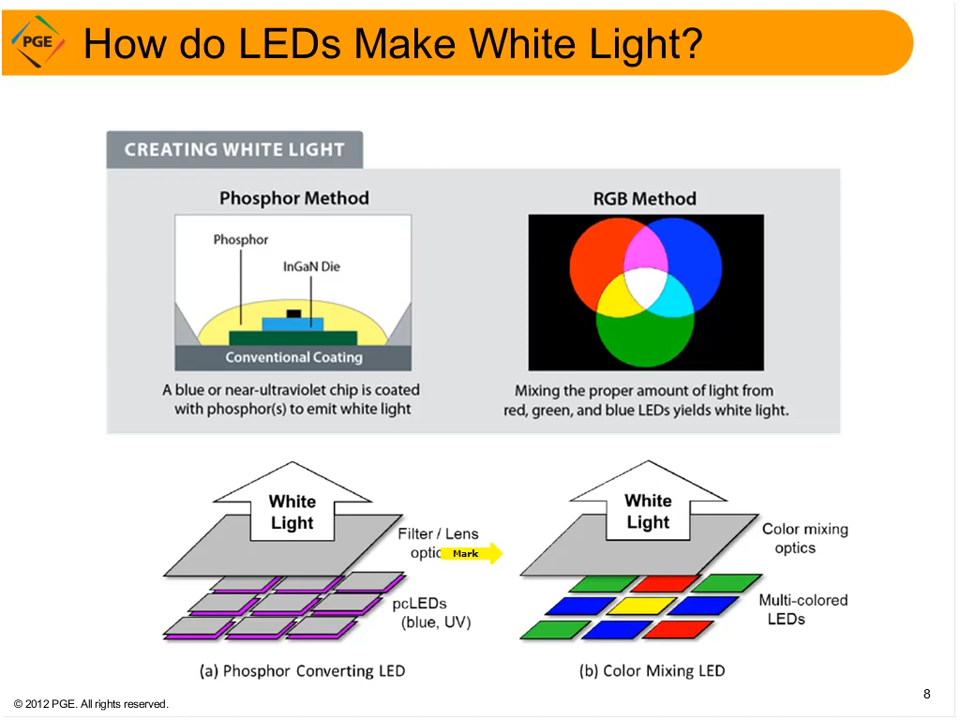 PGE
How do LEDs Make White Light?
CREATING WHITE LIGHT
Phosphor Method
Phosphor
InGaN Die
Conventional Coating
A blue or near-ultraviolet chip is coated
with phosphor(s) to emit white light
RGB Method
Mixing the proper amount of light from
red, green, and blue LEDs yields white light.
White
Light
Filter / Lens
Mark
pcLEDs
(blue, UV)
(a) Phosphor Converting LED
White
Light
Color mixing
optics
Multi-colored
LEDs
(b) Color Mixing LED
© 2012 PGE. All rights reserved.
8